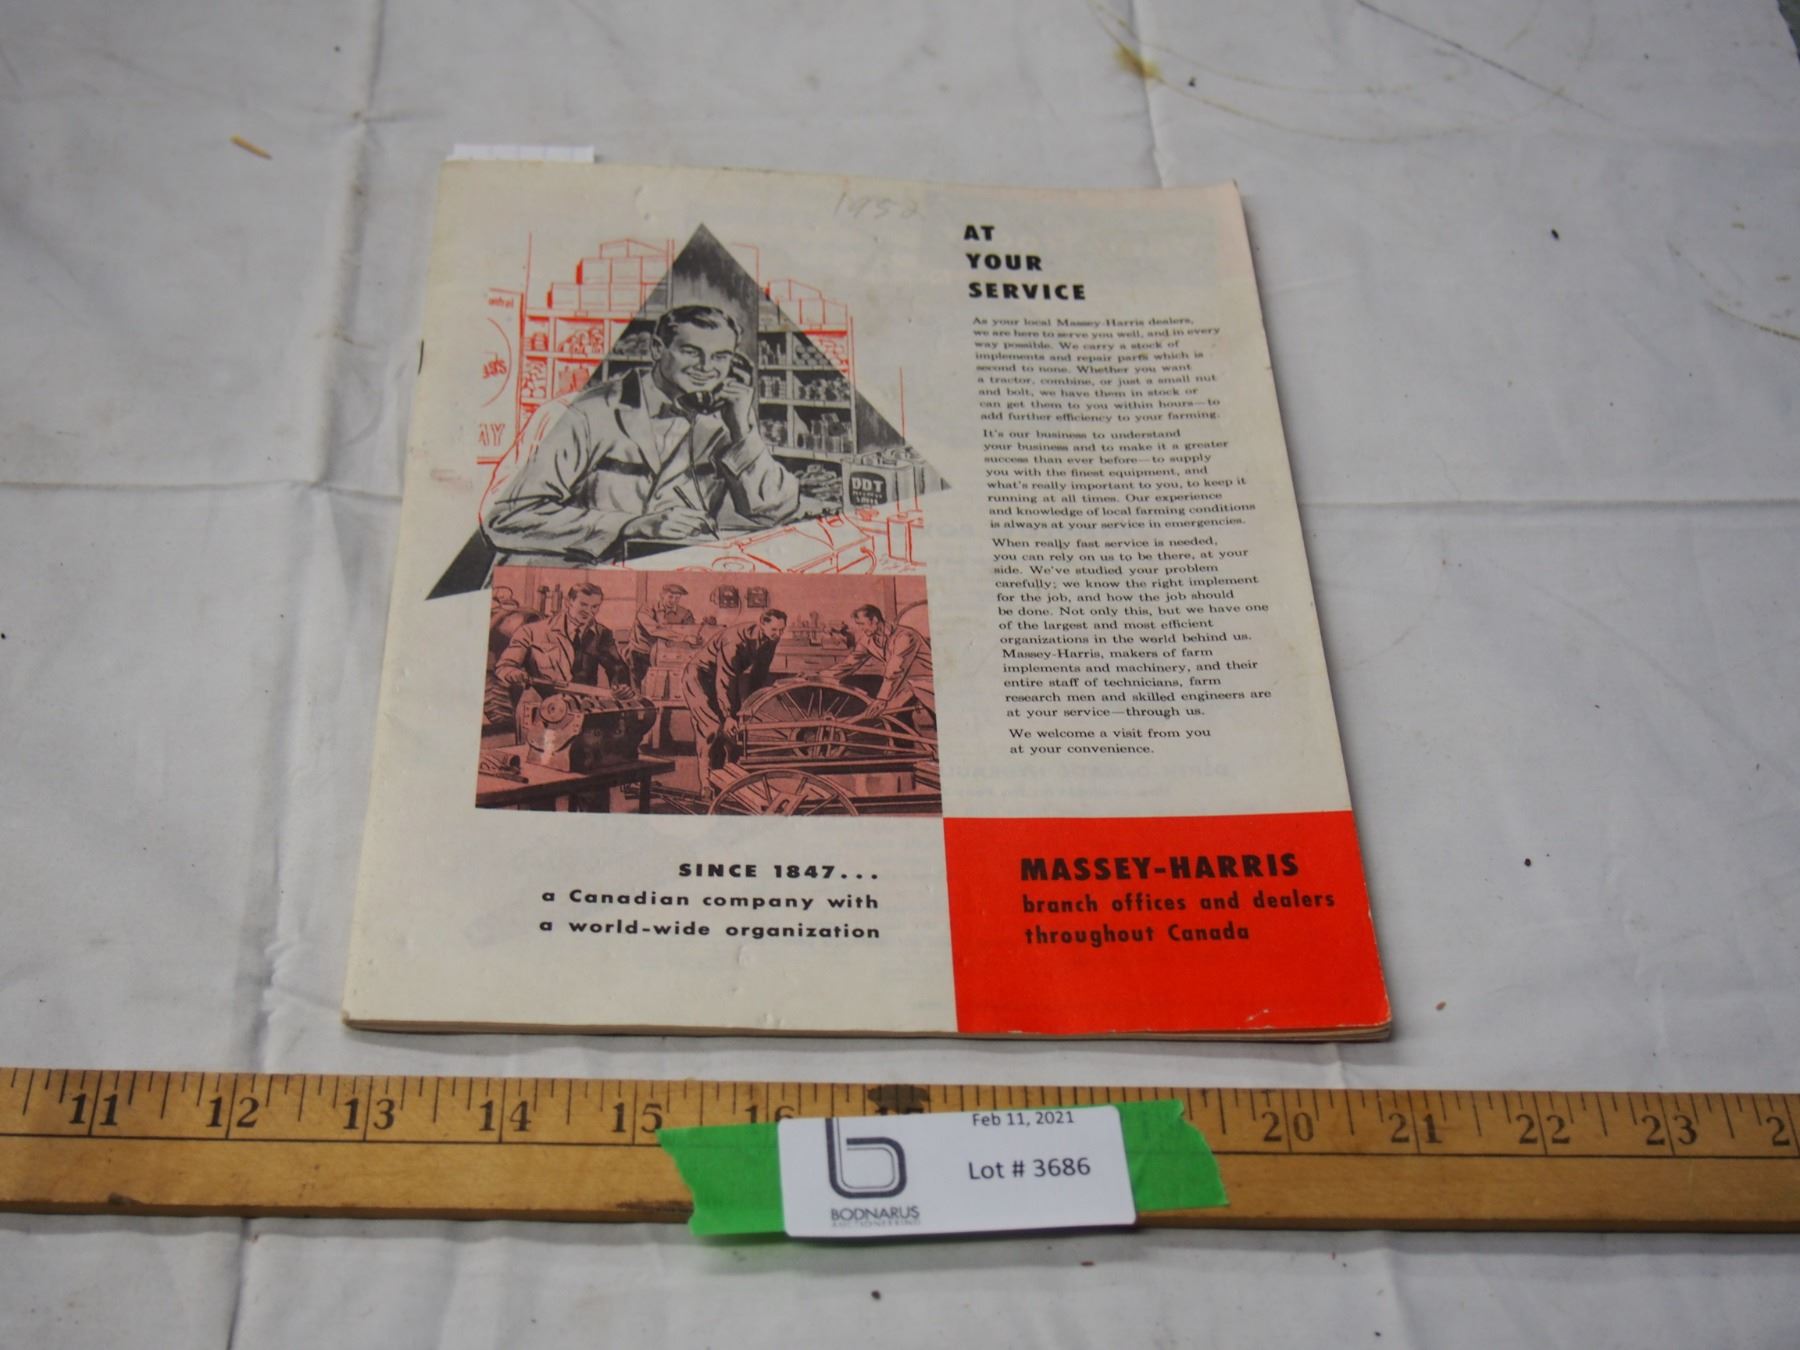 1952
AT
YOUR
SERVICE
As your local Massey-Harris dealers,
we are here to serve you well, and in every
way possible. We carry a stock of
implements and repair parts which is
second to none. Whether you want
a tractor, combine, or just a small nut
and bolt, we have them in stock or
can get them to you within hours—to
add further efficiency to your farming.
It's our business to understand
your business and to make it a greater
success than ever before—to supply
you with the finest equipment, and
what's really important to you, to keep it
running at all times. Our experience
and knowledge of local farming conditions
is always at your service in emergencies.
When really fast service is needed,
you can rely on us to be there, at your
side. We've studied your problem
carefully; we know the right implement
for the job, and how the job should
be done. Not only this, but we have one
of the largest and most efficient
organizations in the world behind us.
Massey-Harris, makers of farm
implements and machinery, and their
entire staff of technicians, farm
research men and skilled engineers are
at your service—through us.
We welcome a visit from you
at your convenience.
DDT
AY
SINCE 1847...
a Canadian company with
a world-wide organization
MASSEY-HARRIS
branch offices and dealers
throughout Canada
11 12 13 14 15 16 20 21 22 23 2
Feb 11, 2021
Lot # 3686
BODNARUS
AUCTIONEERING